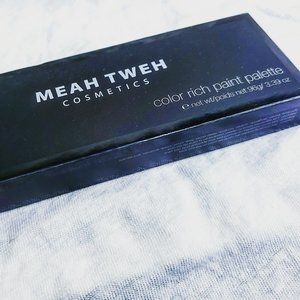 MEAH TWEH
COSMETICS
color rich paint palette
e net wt/poids net 96g/ 3.39 oz